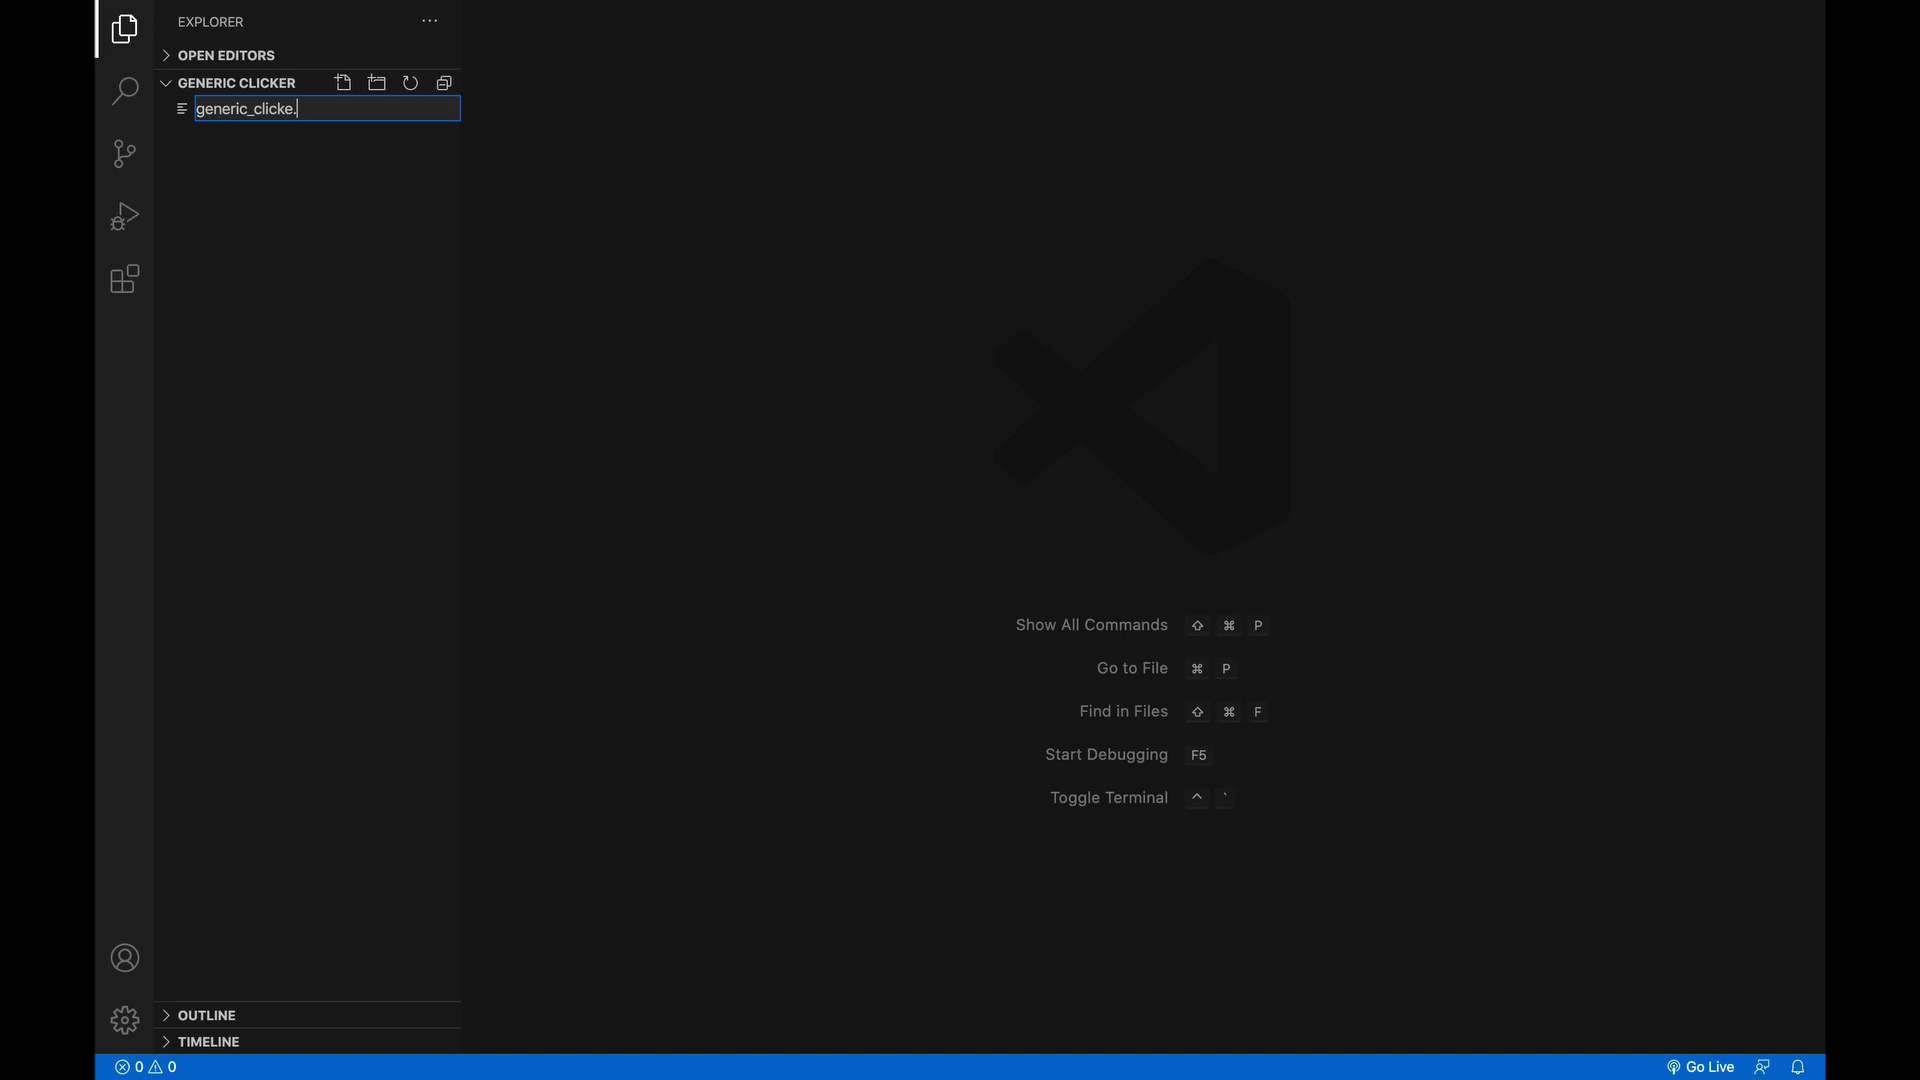 EXPLORER
OPEN EDITORS
GENERIC CLICKER
generic_clicke.
Show All Commands ⇧ ⌘ P
Go to File ⌘ P
Find in Files ⇧ ⌘ F
Start Debugging F5
Toggle Terminal ^ `
OUTLINE
TIMELINE
0 0
Go Live